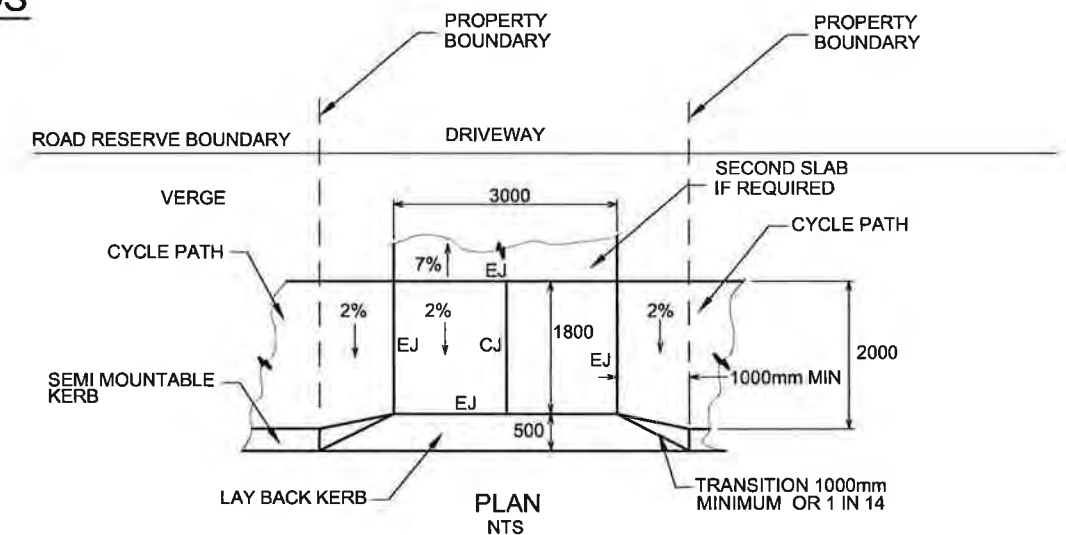 PROPERTY
BOUNDARY
PROPERTY
BOUNDARY
ROAD RESERVE BOUNDARY
DRIVEWAY
SECOND SLAB
IF REQUIRED
VERGE
3000
CYCLE PATH
CYCLE PATH
7%
EJ
2%
2%
2%
EJ
CJ
1800
EJ
2000
1000mm MIN
SEMI MOUNTABLE
KERB
EJ
500
LAY BACK KERB
TRANSITION 1000mm
MINIMUM OR 1 IN 14
PLAN
NTS